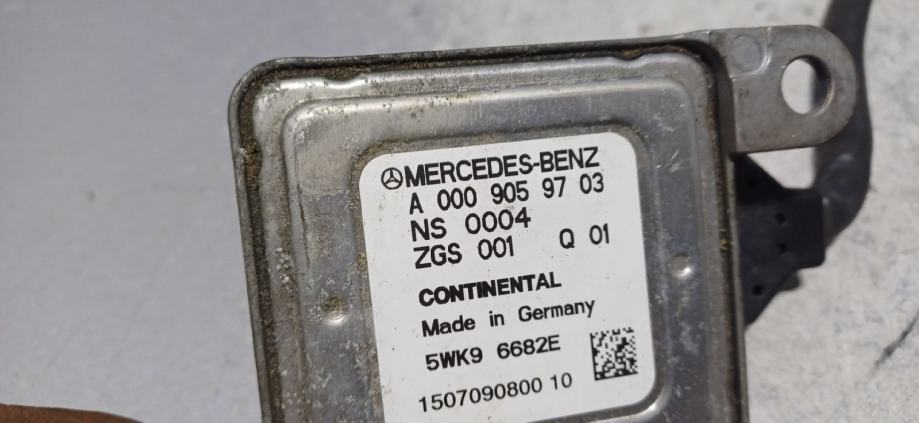 MERCEDES-BENZ
A 000 905 97 03
NS 0004
ZGS 001 Q 01
CONTINENTAL
Made in Germany
5WK9 6682E
1507090800 10